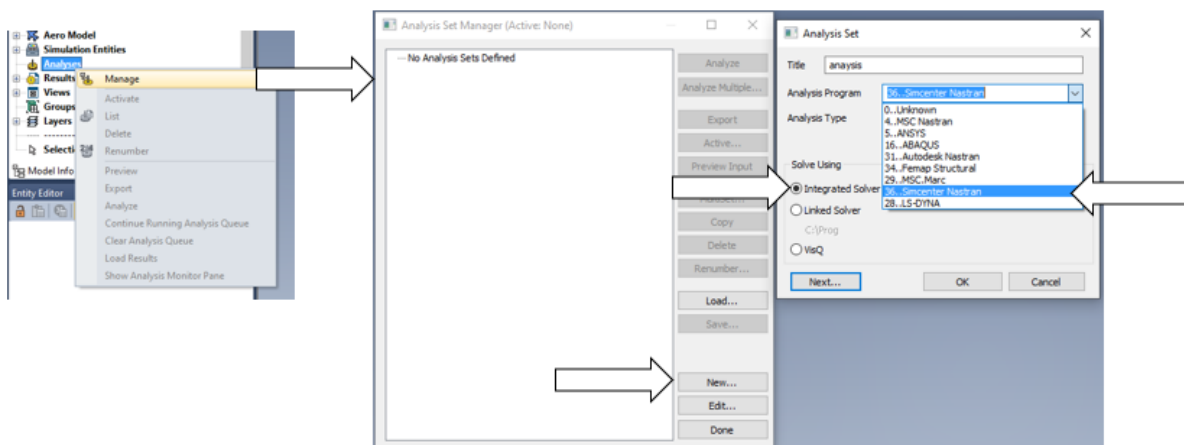 Aero Model
Simulation Entities
Analyses
Results
Views
Groups
Layers
Selecti
Model Info
Entity Editor
Manage
Activate
List
Delete
Renumber
Preview
Export
Analyze
Continue Running Analysis Queue
Clear Analysis Queue
Load Results
Show Analysis Monitor Pane
Analysis Set Manager (Active: None)
No Analysis Sets Defined
Analyze
Analyze Multiple...
Export
Active...
Preview Input
Copy
Delete
Renumber...
Load...
Save...
New...
Edit...
Done
Analysis Set
Title anaysis
Analysis Program 36..Simcenter Nastran
Analysis Type
0..Unknown
4..MSC Nastran
5..ANSYS
16..ABAQUS
31..Autodesk Nastran
34..Femap Structural
29..MSC.Marc
36..Simcenter Nastran
28..LS-DYNA
Solve Using
Integrated Solver
Linked Solver
C:\Prog
VisQ
Next...
OK
Cancel